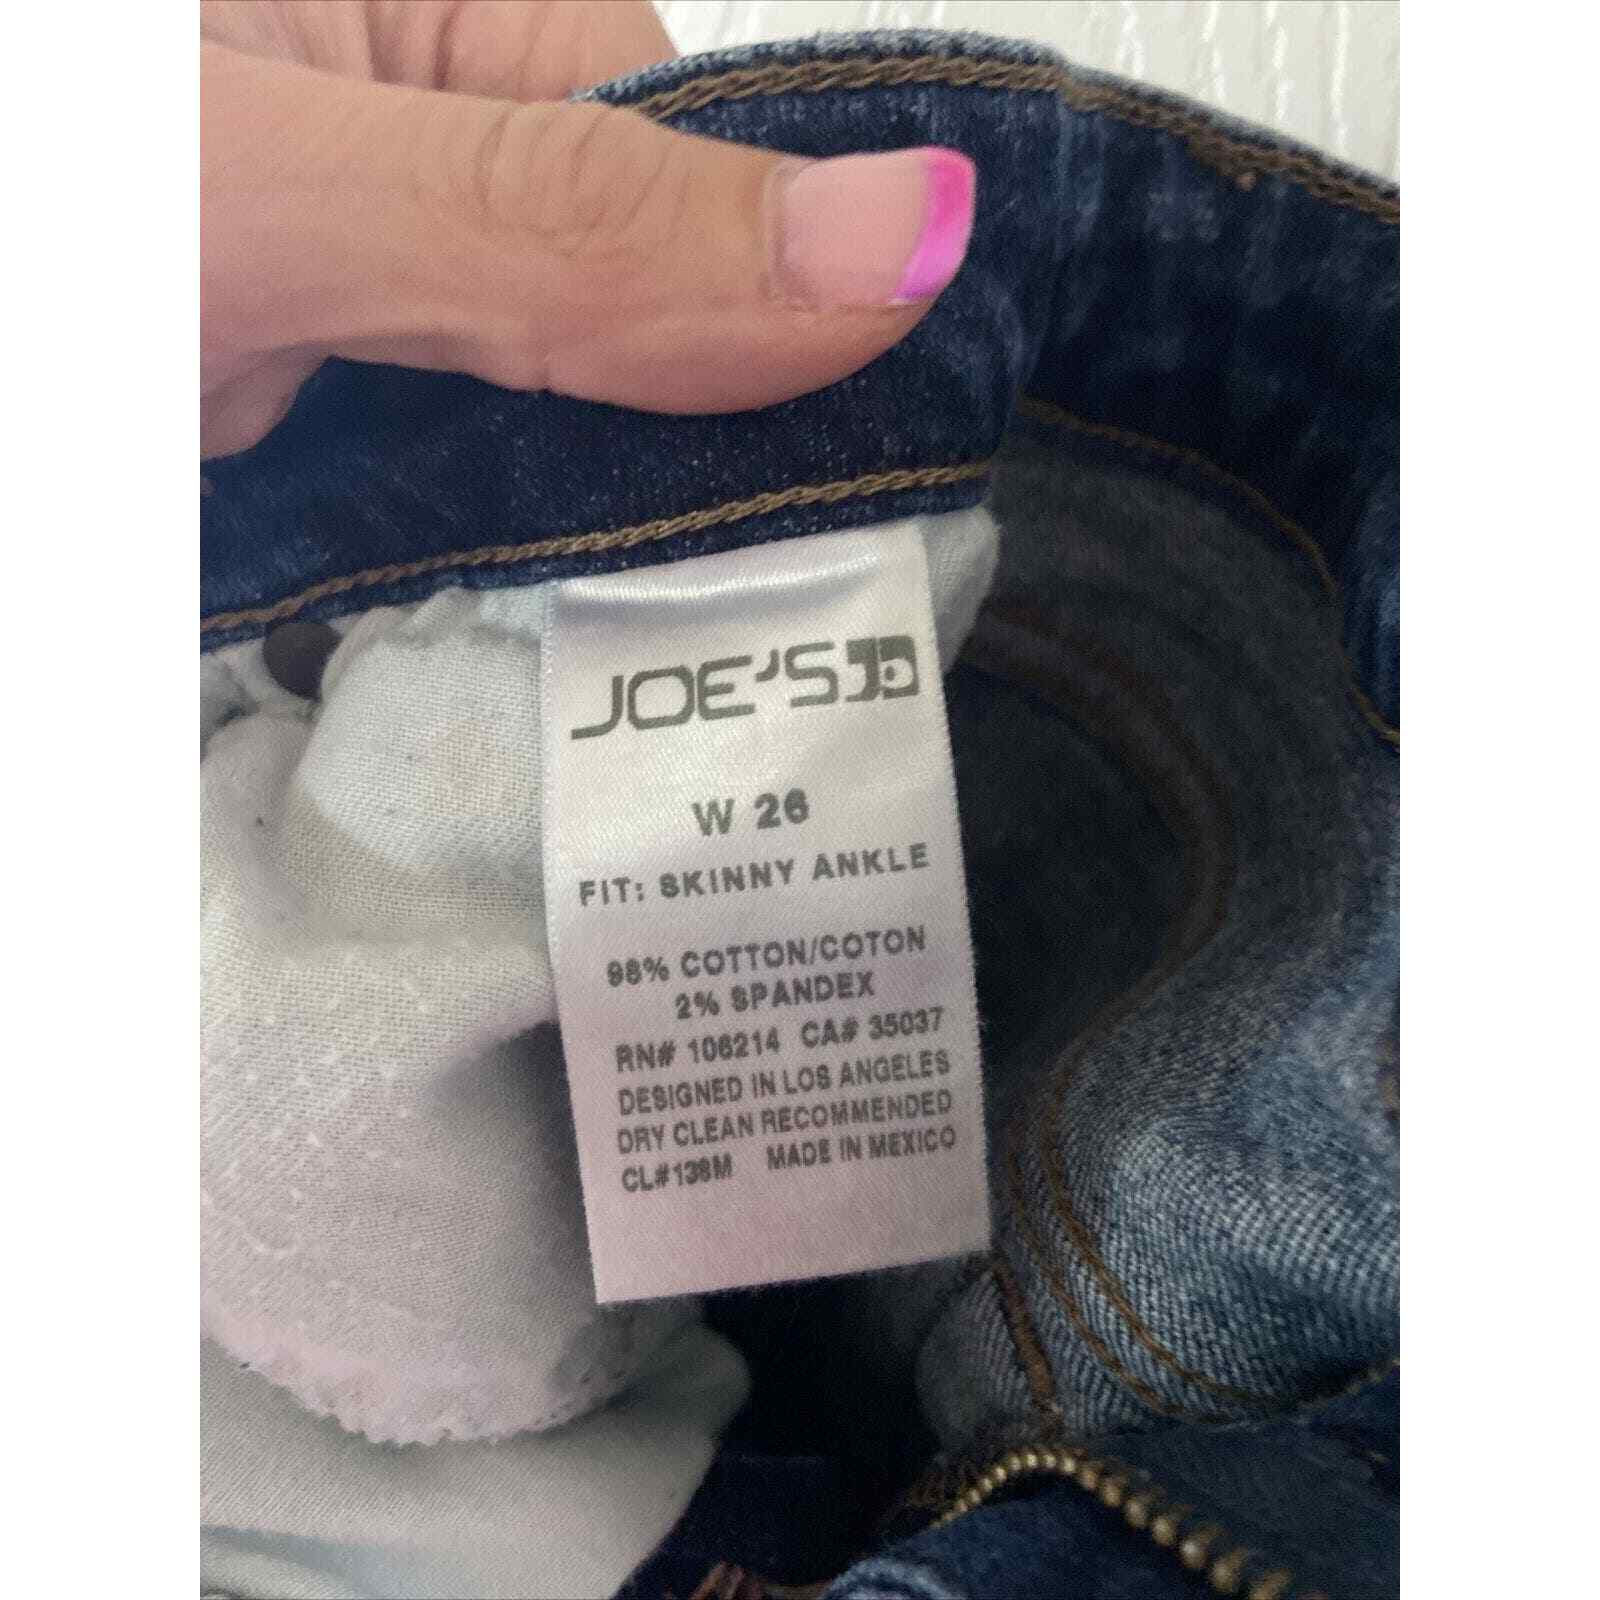 JOE'S
W 26
FIT: SKINNY ANKLE
98% COTTON/COTON
2% SPANDEX
RN# 106214 CA# 35037
DESIGNED IN LOS ANGELES
DRY CLEAN RECOMMENDED
CL#138M MADE IN MEXICO